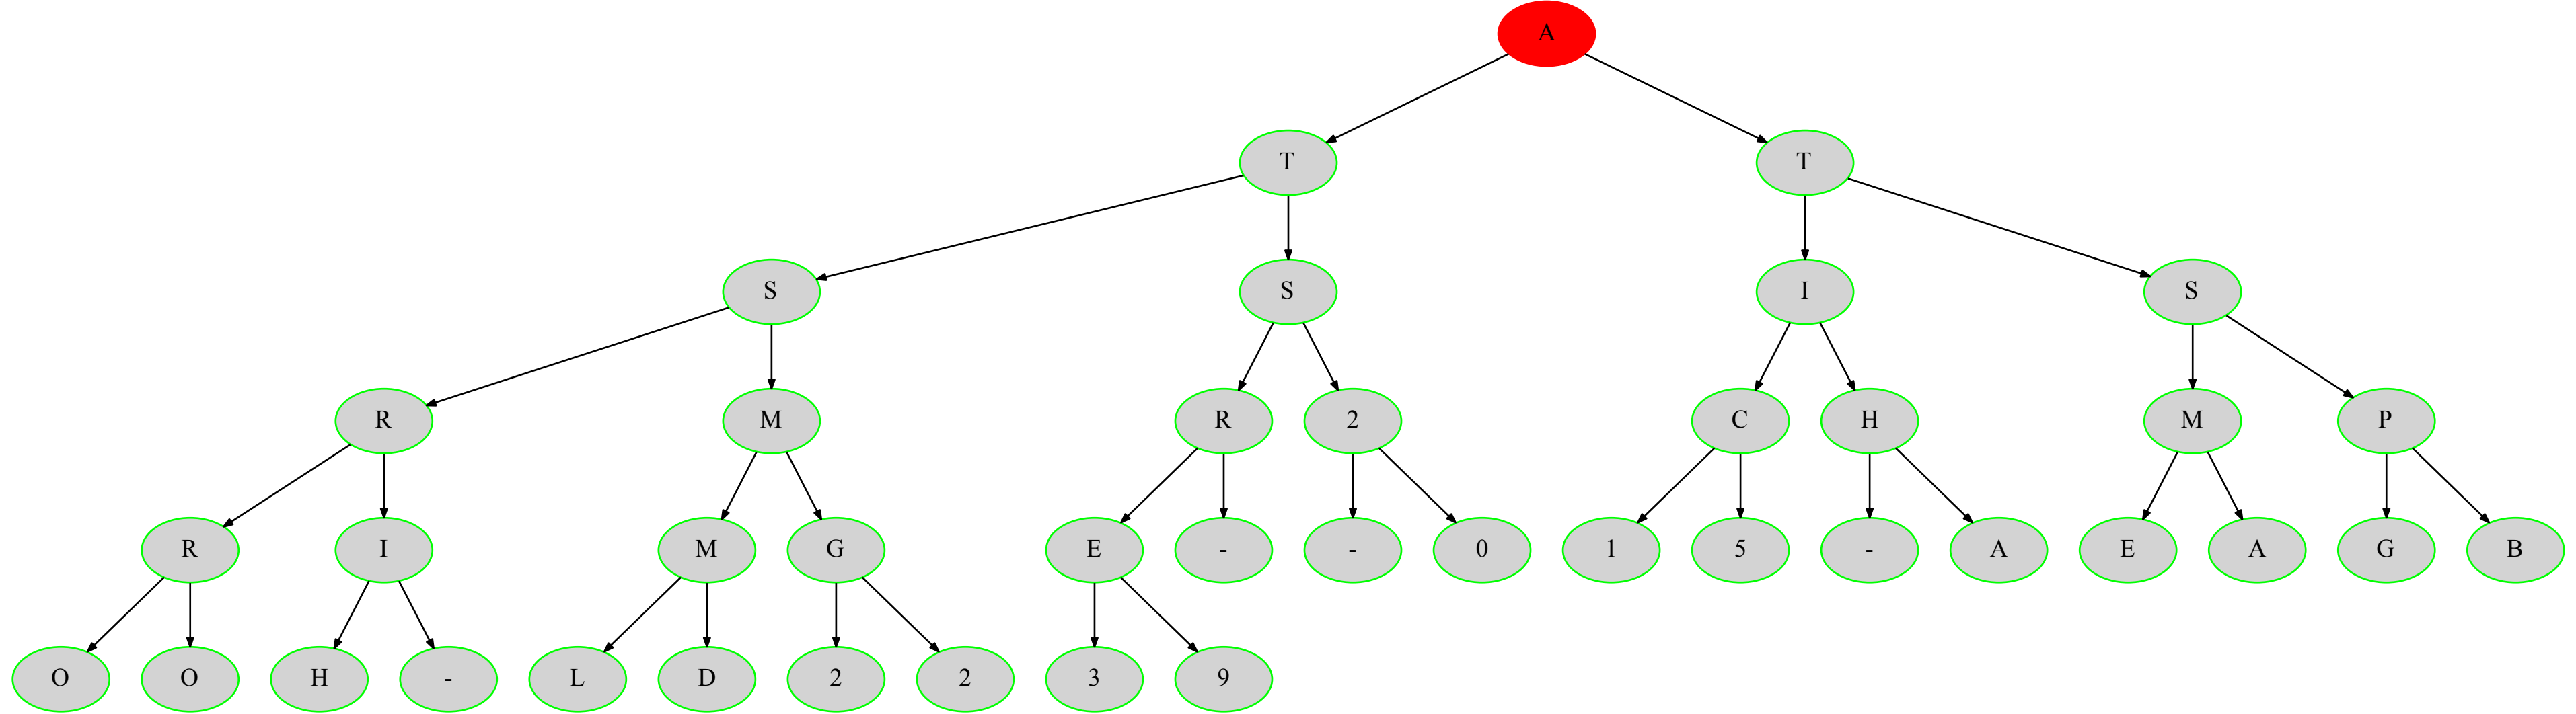 A
T T
S S I S
R M R 2 C H M P
R I M G E - - 0 1 5 - A E A G B
O O H - L D 2 2 3 9